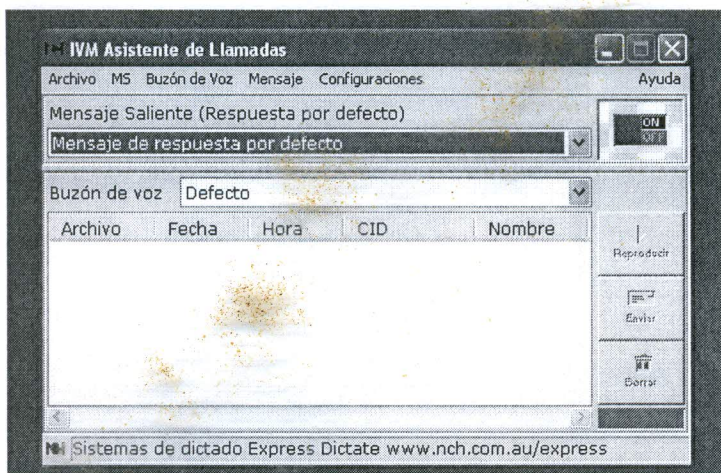 IVM Asistente de Llamadas
Archivo MS Buzón de Voz Mensaje Configuraciones Ayuda
Mensaje Saliente (Respuesta por defecto)
ON
OFF
Mensaje de respuesta por defecto
Buzón de voz Defecto
Archivo Fecha Hora CID Nombre
Reproducir
Enviar
Borrar
Sistemas de dictado Express Dictate www.nch.com.au/express